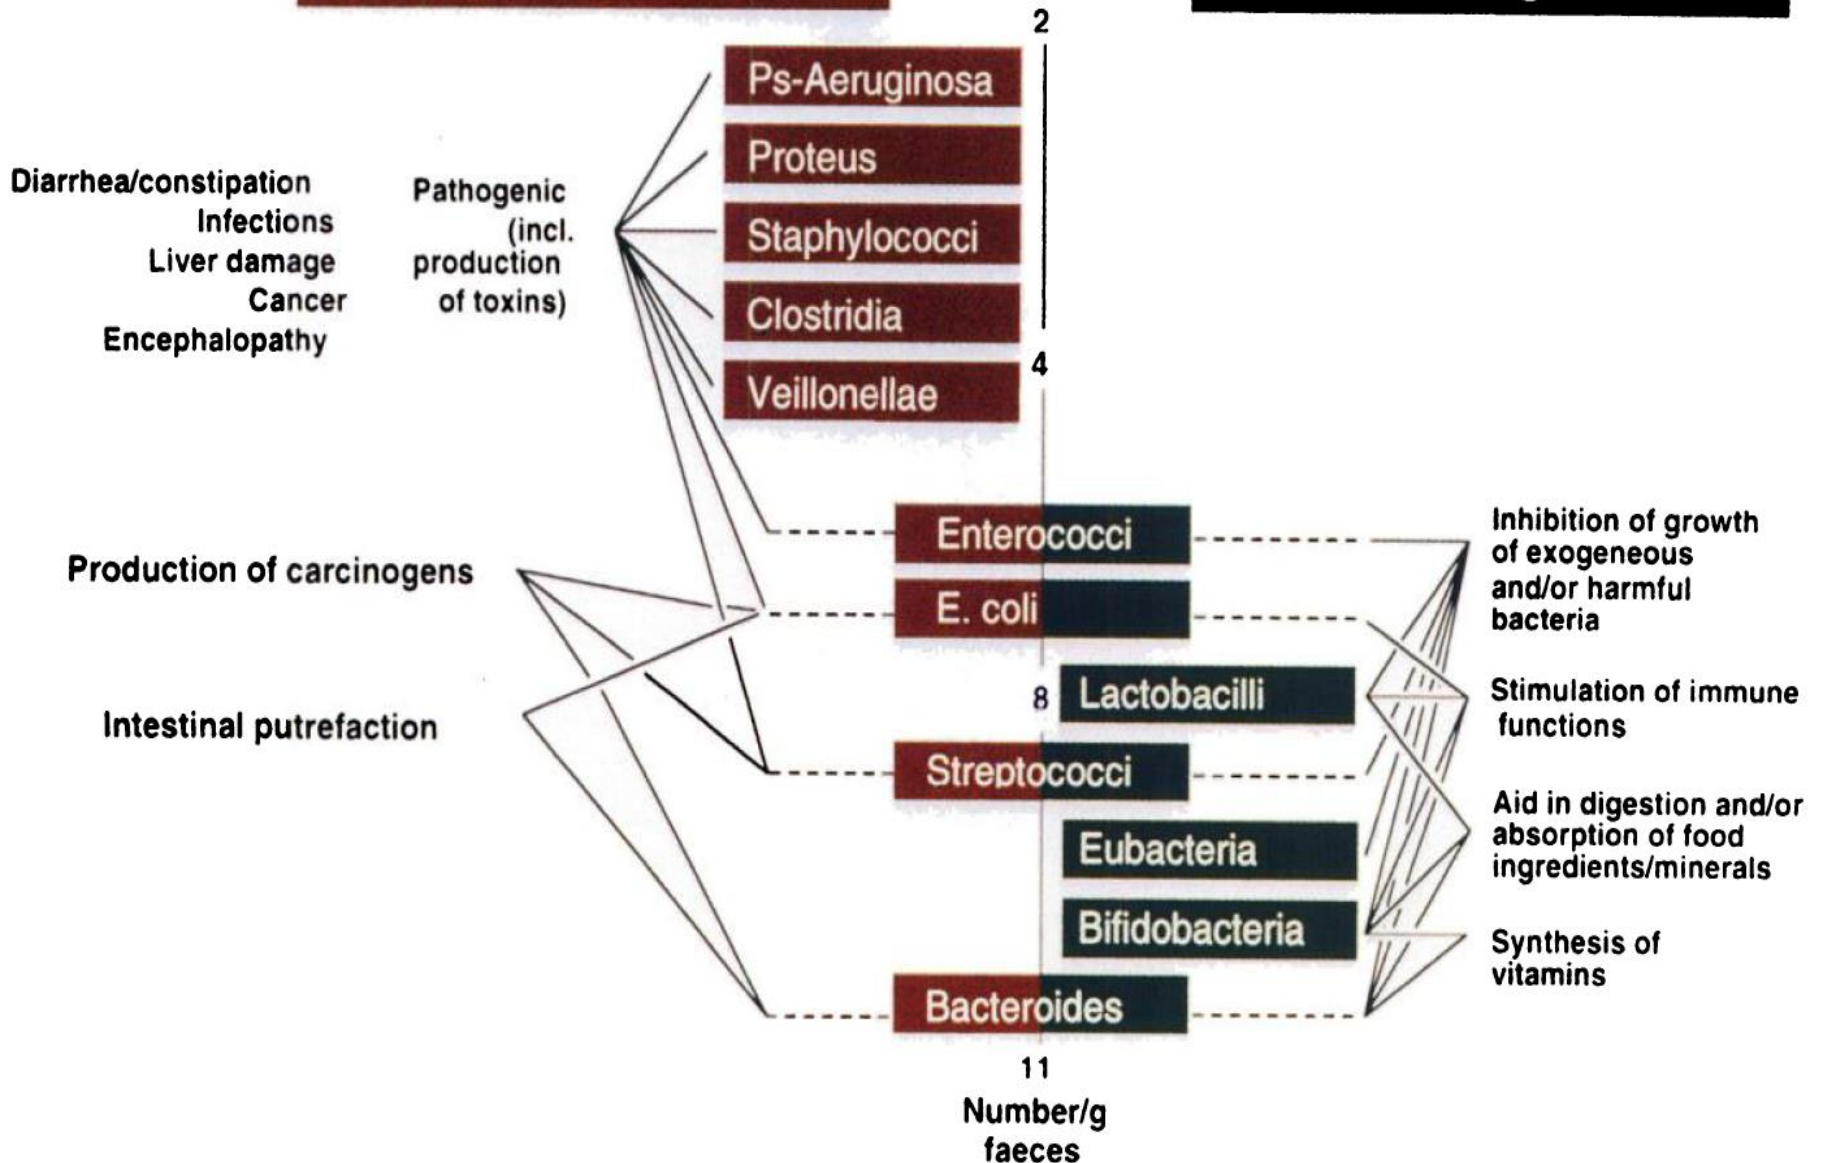 2
Ps-Aeruginosa
Proteus
Staphylococci
Clostridia
4
Veillonellae
Diarrhea/constipation
Infections
Liver damage
Cancer
Encephalopathy
Pathogenic
(incl.
production
of toxins)
Enterococci
E. coli
8
Lactobacilli
Streptococci
Eubacteria
Bifidobacteria
Bacteroides
11
Number/g
faeces
Production of carcinogens
Intestinal putrefaction
Inhibition of growth
of exogeneous
and/or harmful
bacteria
Stimulation of immune
functions
Aid in digestion and/or
absorption of food
ingredients/minerals
Synthesis of
vitamins